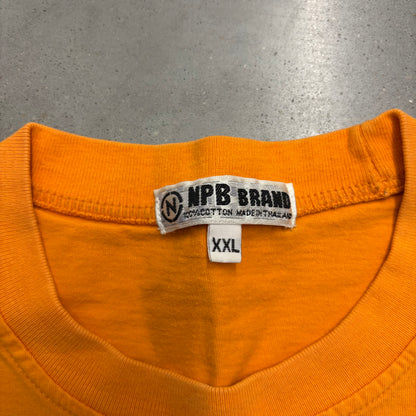 N NPB BRAND
100% COTTON MADE IN THAILAND
XXL